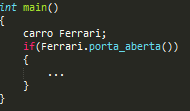 int main()
{
    carro Ferrari;
    if(Ferrari.porta_aberta())
    {
        ...
    }
}